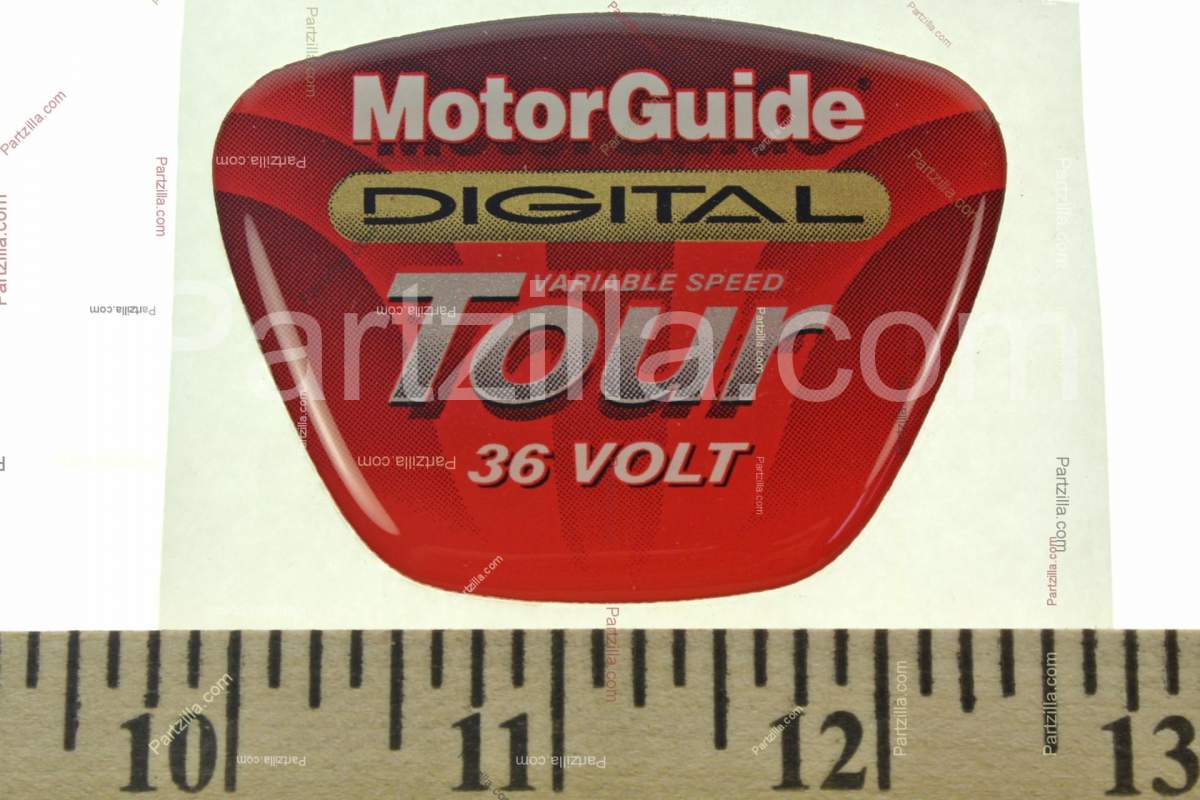 MotorGuide
DIGITAL
VARIABLE SPEED
Tour
36 VOLT
Partzilla.com
10 11 12 13